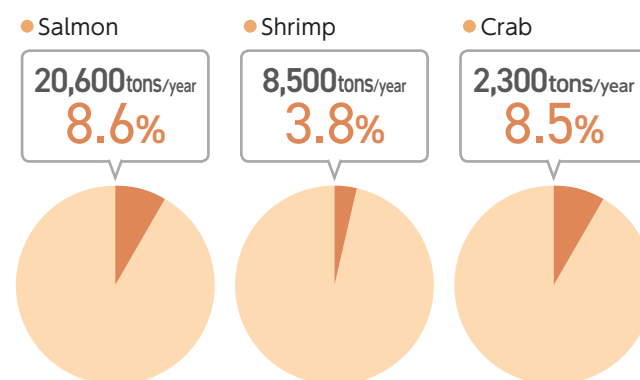 Salmon
20,600tons/year
8.6%
Shrimp
8,500tons/year
3.8%
Crab
2,300tons/year
8.5%